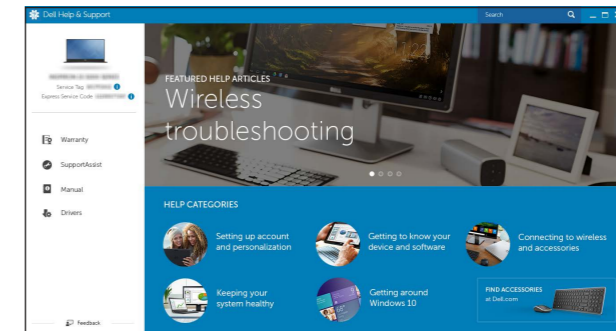 Dell Help & Support
Search
Service Tag:
Express Service Code:
Warranty
SupportAssist
Manual
Drivers
Feedback
FEATURED HELP ARTICLES
Wireless
troubleshooting
HELP CATEGORIES
Setting up account
and personalization
Getting to know your
device and software
Connecting to wireless
and accessories
Keeping your
system healthy
Getting around
Windows 10
FIND ACCESSORIES
at Dell.com